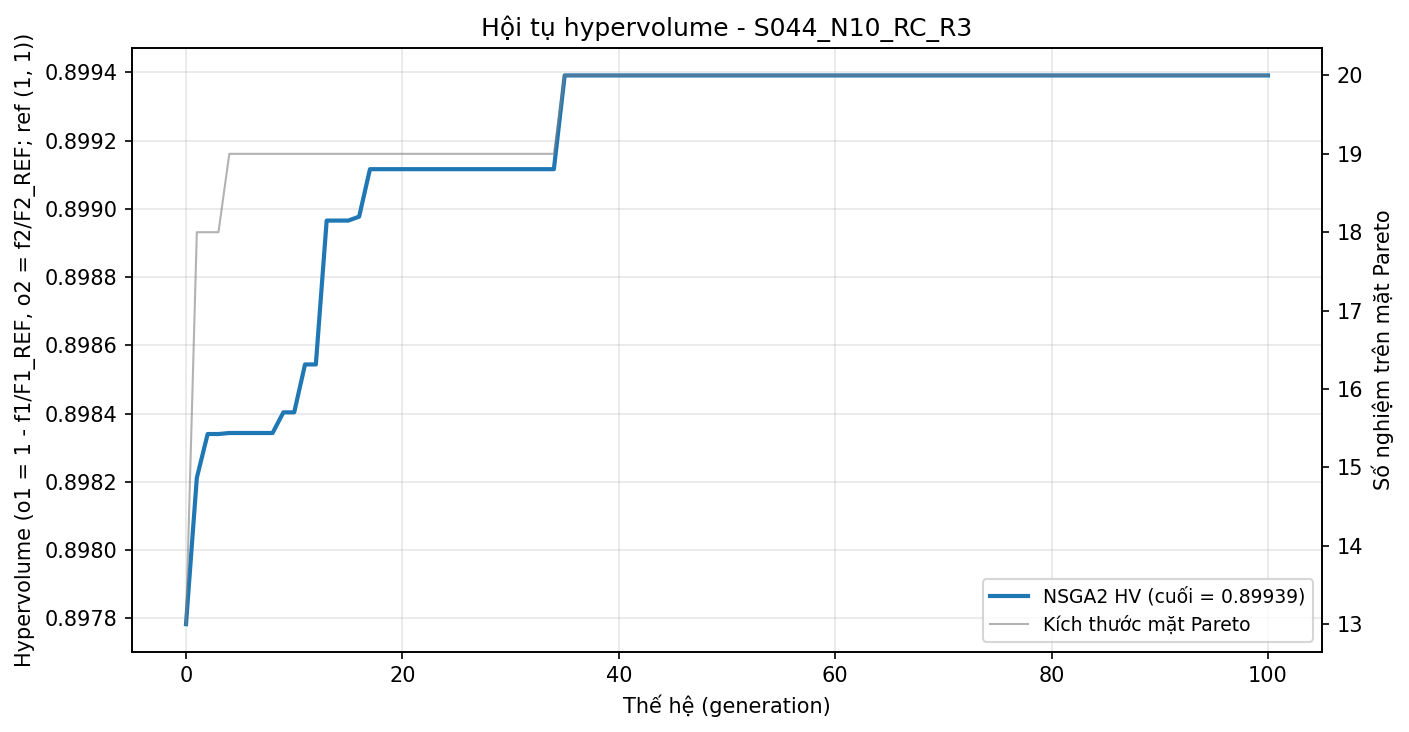 Hội tụ hypervolume - S044_N10_RC_R3
Hypervolume (o1 = 1 - f1/F1_REF, o2 = f2/F2_REF; ref (1, 1))
0.8994
0.8992
0.8990
0.8988
0.8986
0.8984
0.8982
0.8980
0.8978
20
19
18
17
16
15
14
13
Số nghiệm trên mặt Pareto
NSGA2 HV (cuối = 0.89939)
Kích thước mặt Pareto
0 20 40 60 80 100
Thế hệ (generation)